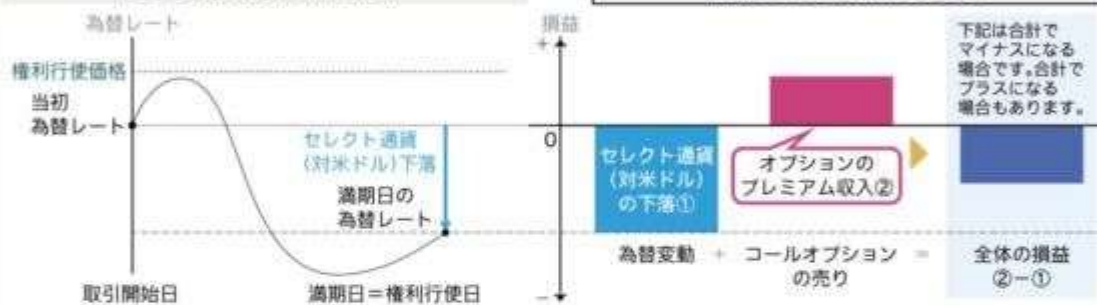 為替レート
権利行使価格
当初
為替レート
セレクト通貨
(対米ドル)下落
満期日の
為替レート
取引開始日
満期日=権利行使日
損益
+
0
−
セレクト通貨
(対米ドル)
の下落①
オプションの
プレミアム収入②
下記は合計で
マイナスになる
場合です。合計で
プラスになる
場合もあります。
為替変動 + コールオプション = 全体の損益
の売り ②−①